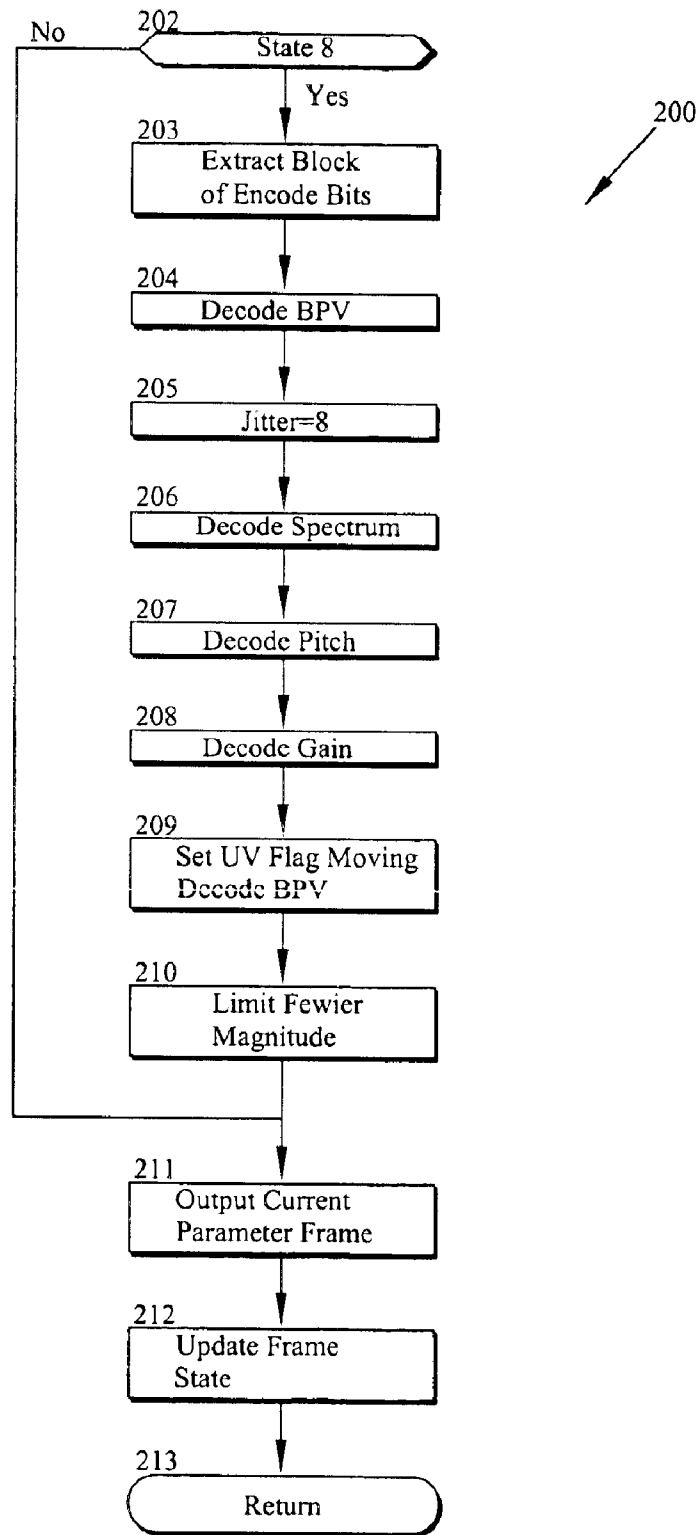 202
No
State 8
Yes
200
203
Extract Block
of Encode Bits
204
Decode BPV
205
Jitter=8
206
Decode Spectrum
207
Decode Pitch
208
Decode Gain
209
Set UV Flag Moving
Decode BPV
210
Limit Fewier
Magnitude
211
Output Current
Parameter Frame
212
Update Frame
State
213
Return